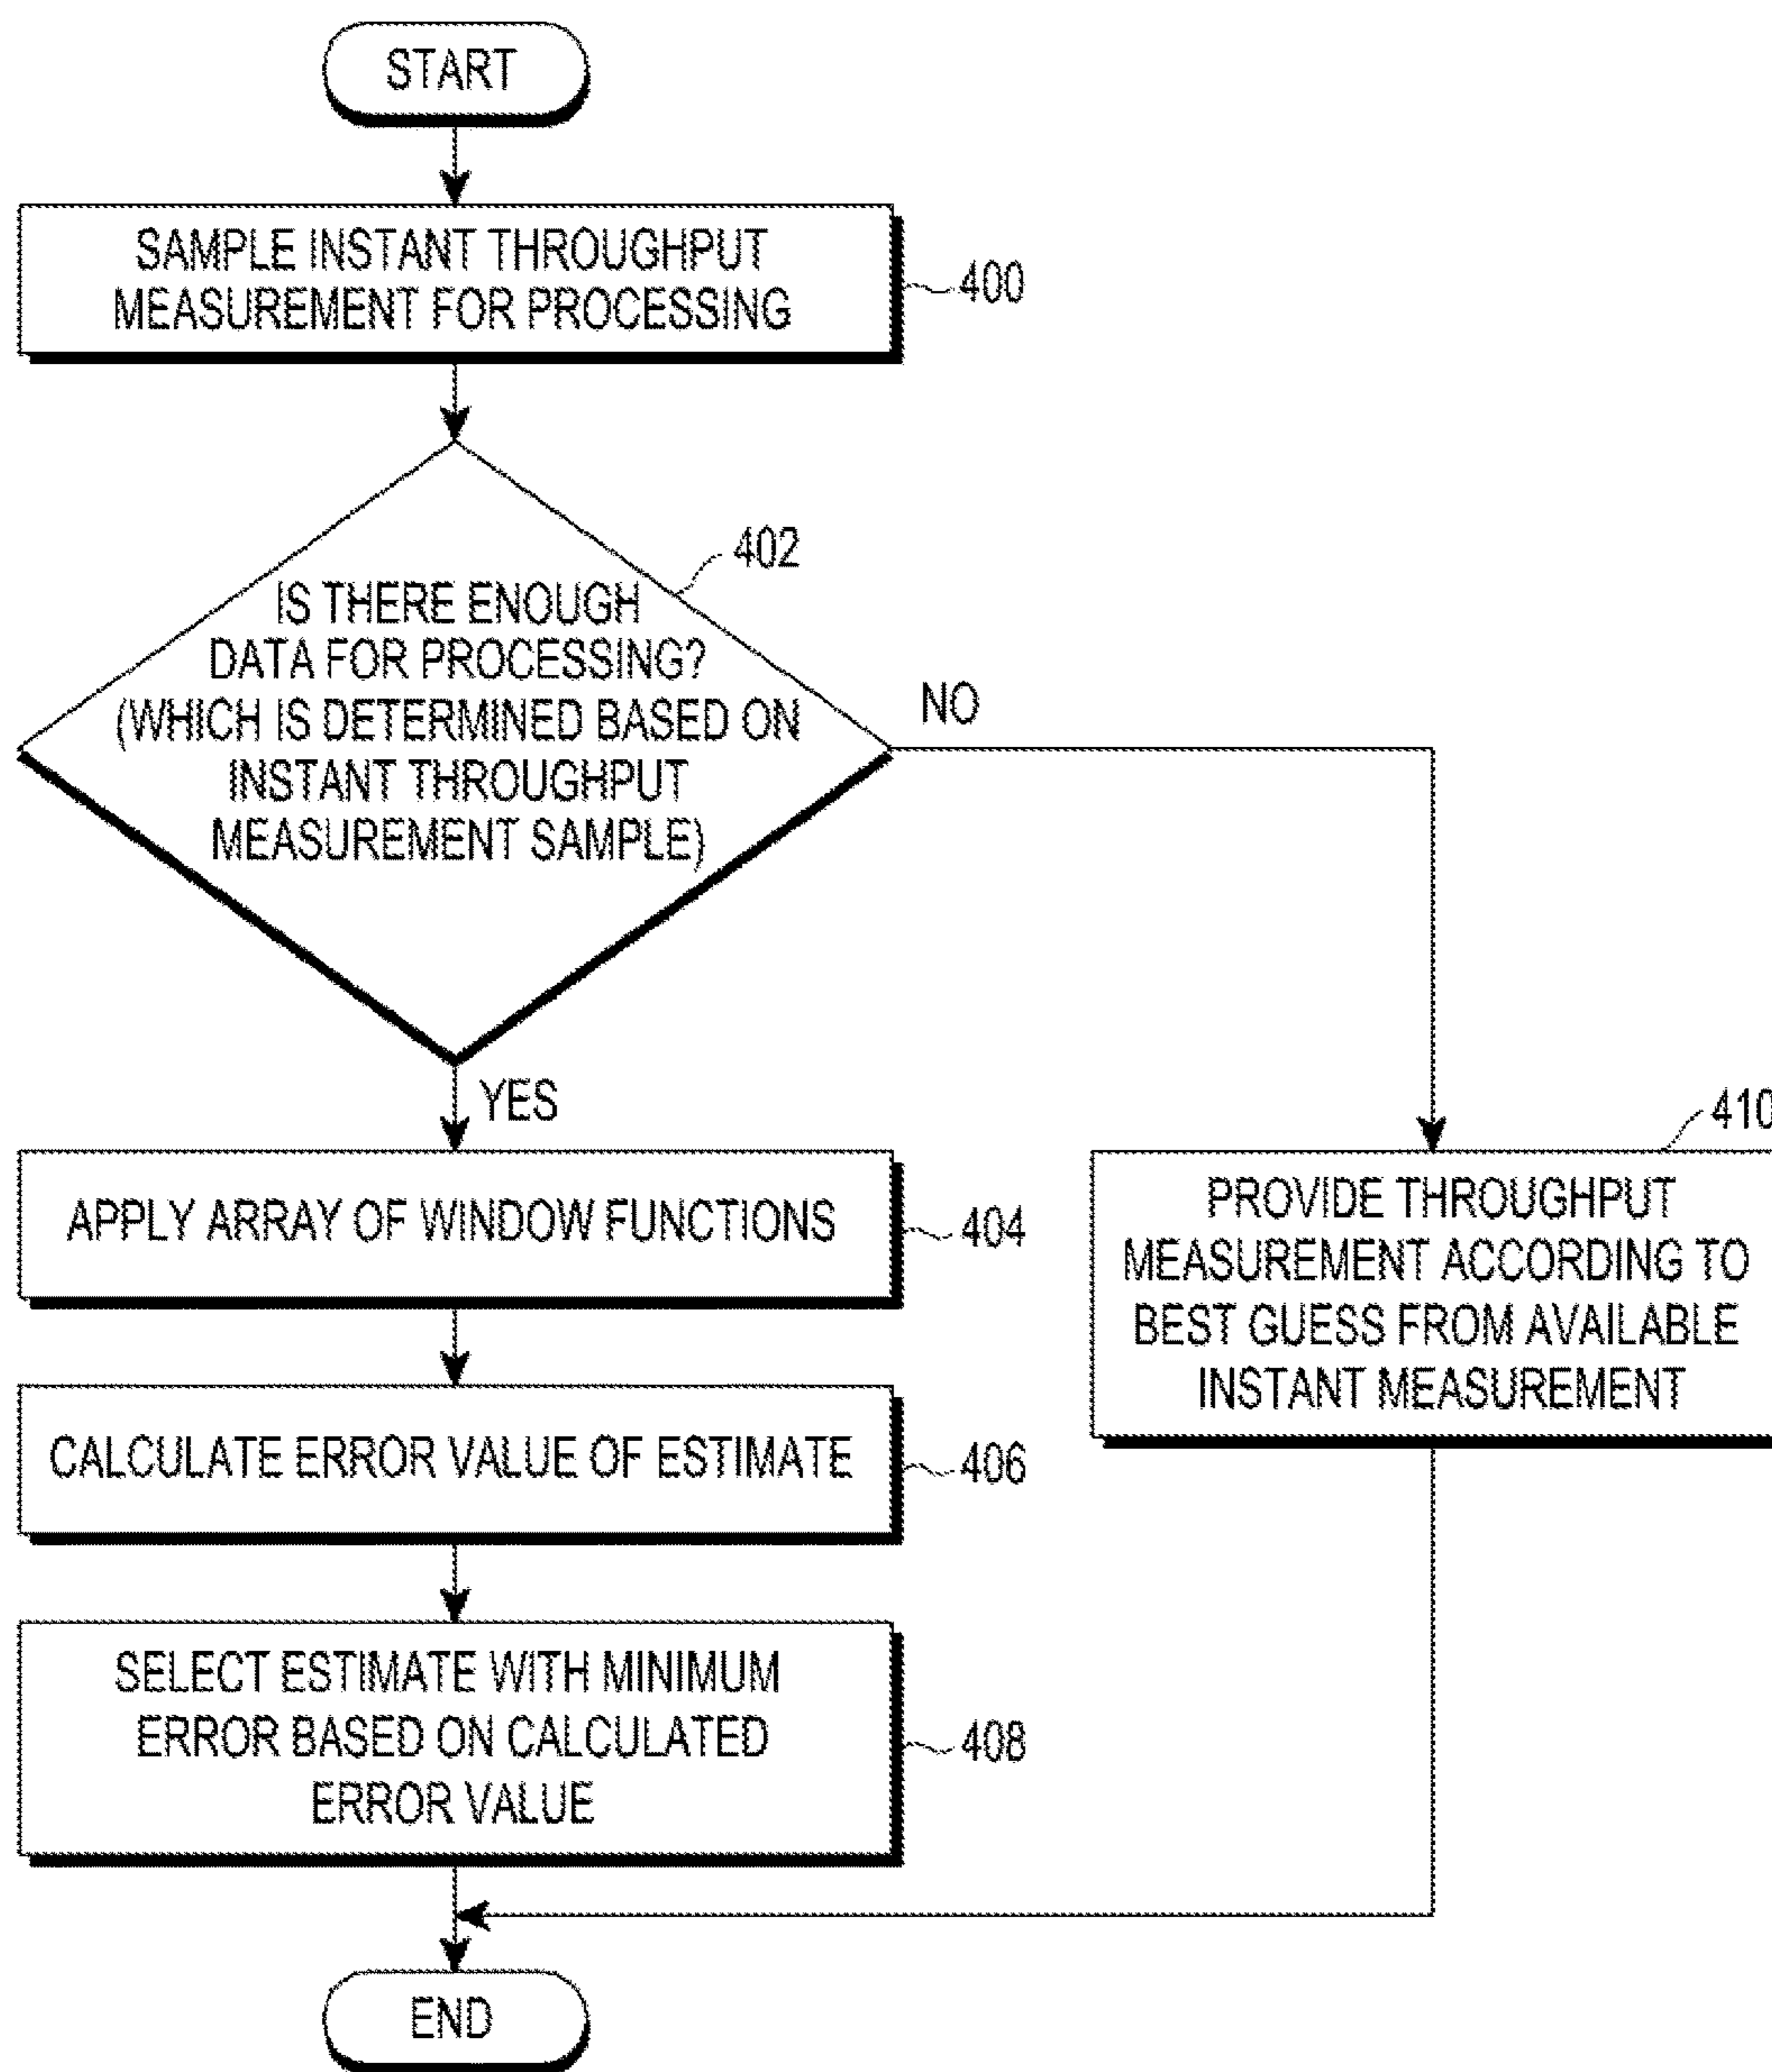 START
SAMPLE INSTANT THROUGHPUT
MEASUREMENT FOR PROCESSING
400
402
IS THERE ENOUGH
DATA FOR PROCESSING?
(WHICH IS DETERMINED BASED ON
INSTANT THROUGHPUT
MEASUREMENT SAMPLE)
NO
YES
APPLY ARRAY OF WINDOW FUNCTIONS
404
CALCULATE ERROR VALUE OF ESTIMATE
406
SELECT ESTIMATE WITH MINIMUM
ERROR BASED ON CALCULATED
ERROR VALUE
408
410
PROVIDE THROUGHPUT
MEASUREMENT ACCORDING TO
BEST GUESS FROM AVAILABLE
INSTANT MEASUREMENT
END